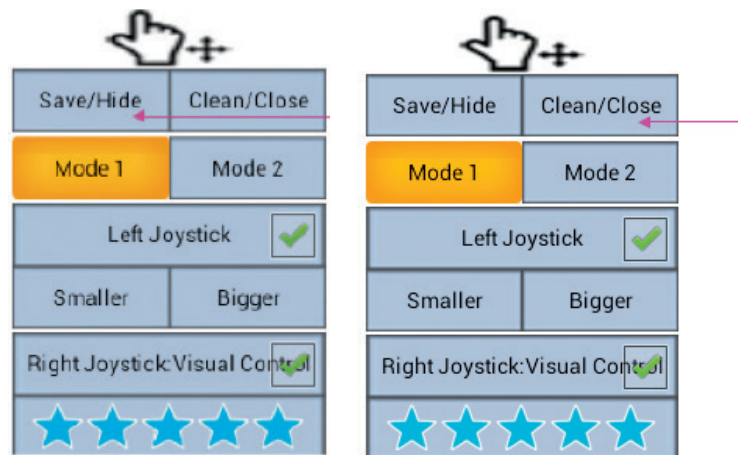 Save/Hide Clean/Close
Mode 1 Mode 2
Left Joystick
Smaller Bigger
Right Joystick:Visual Control
Save/Hide Clean/Close
Mode 1 Mode 2
Left Joystick
Smaller Bigger
Right Joystick:Visual Control